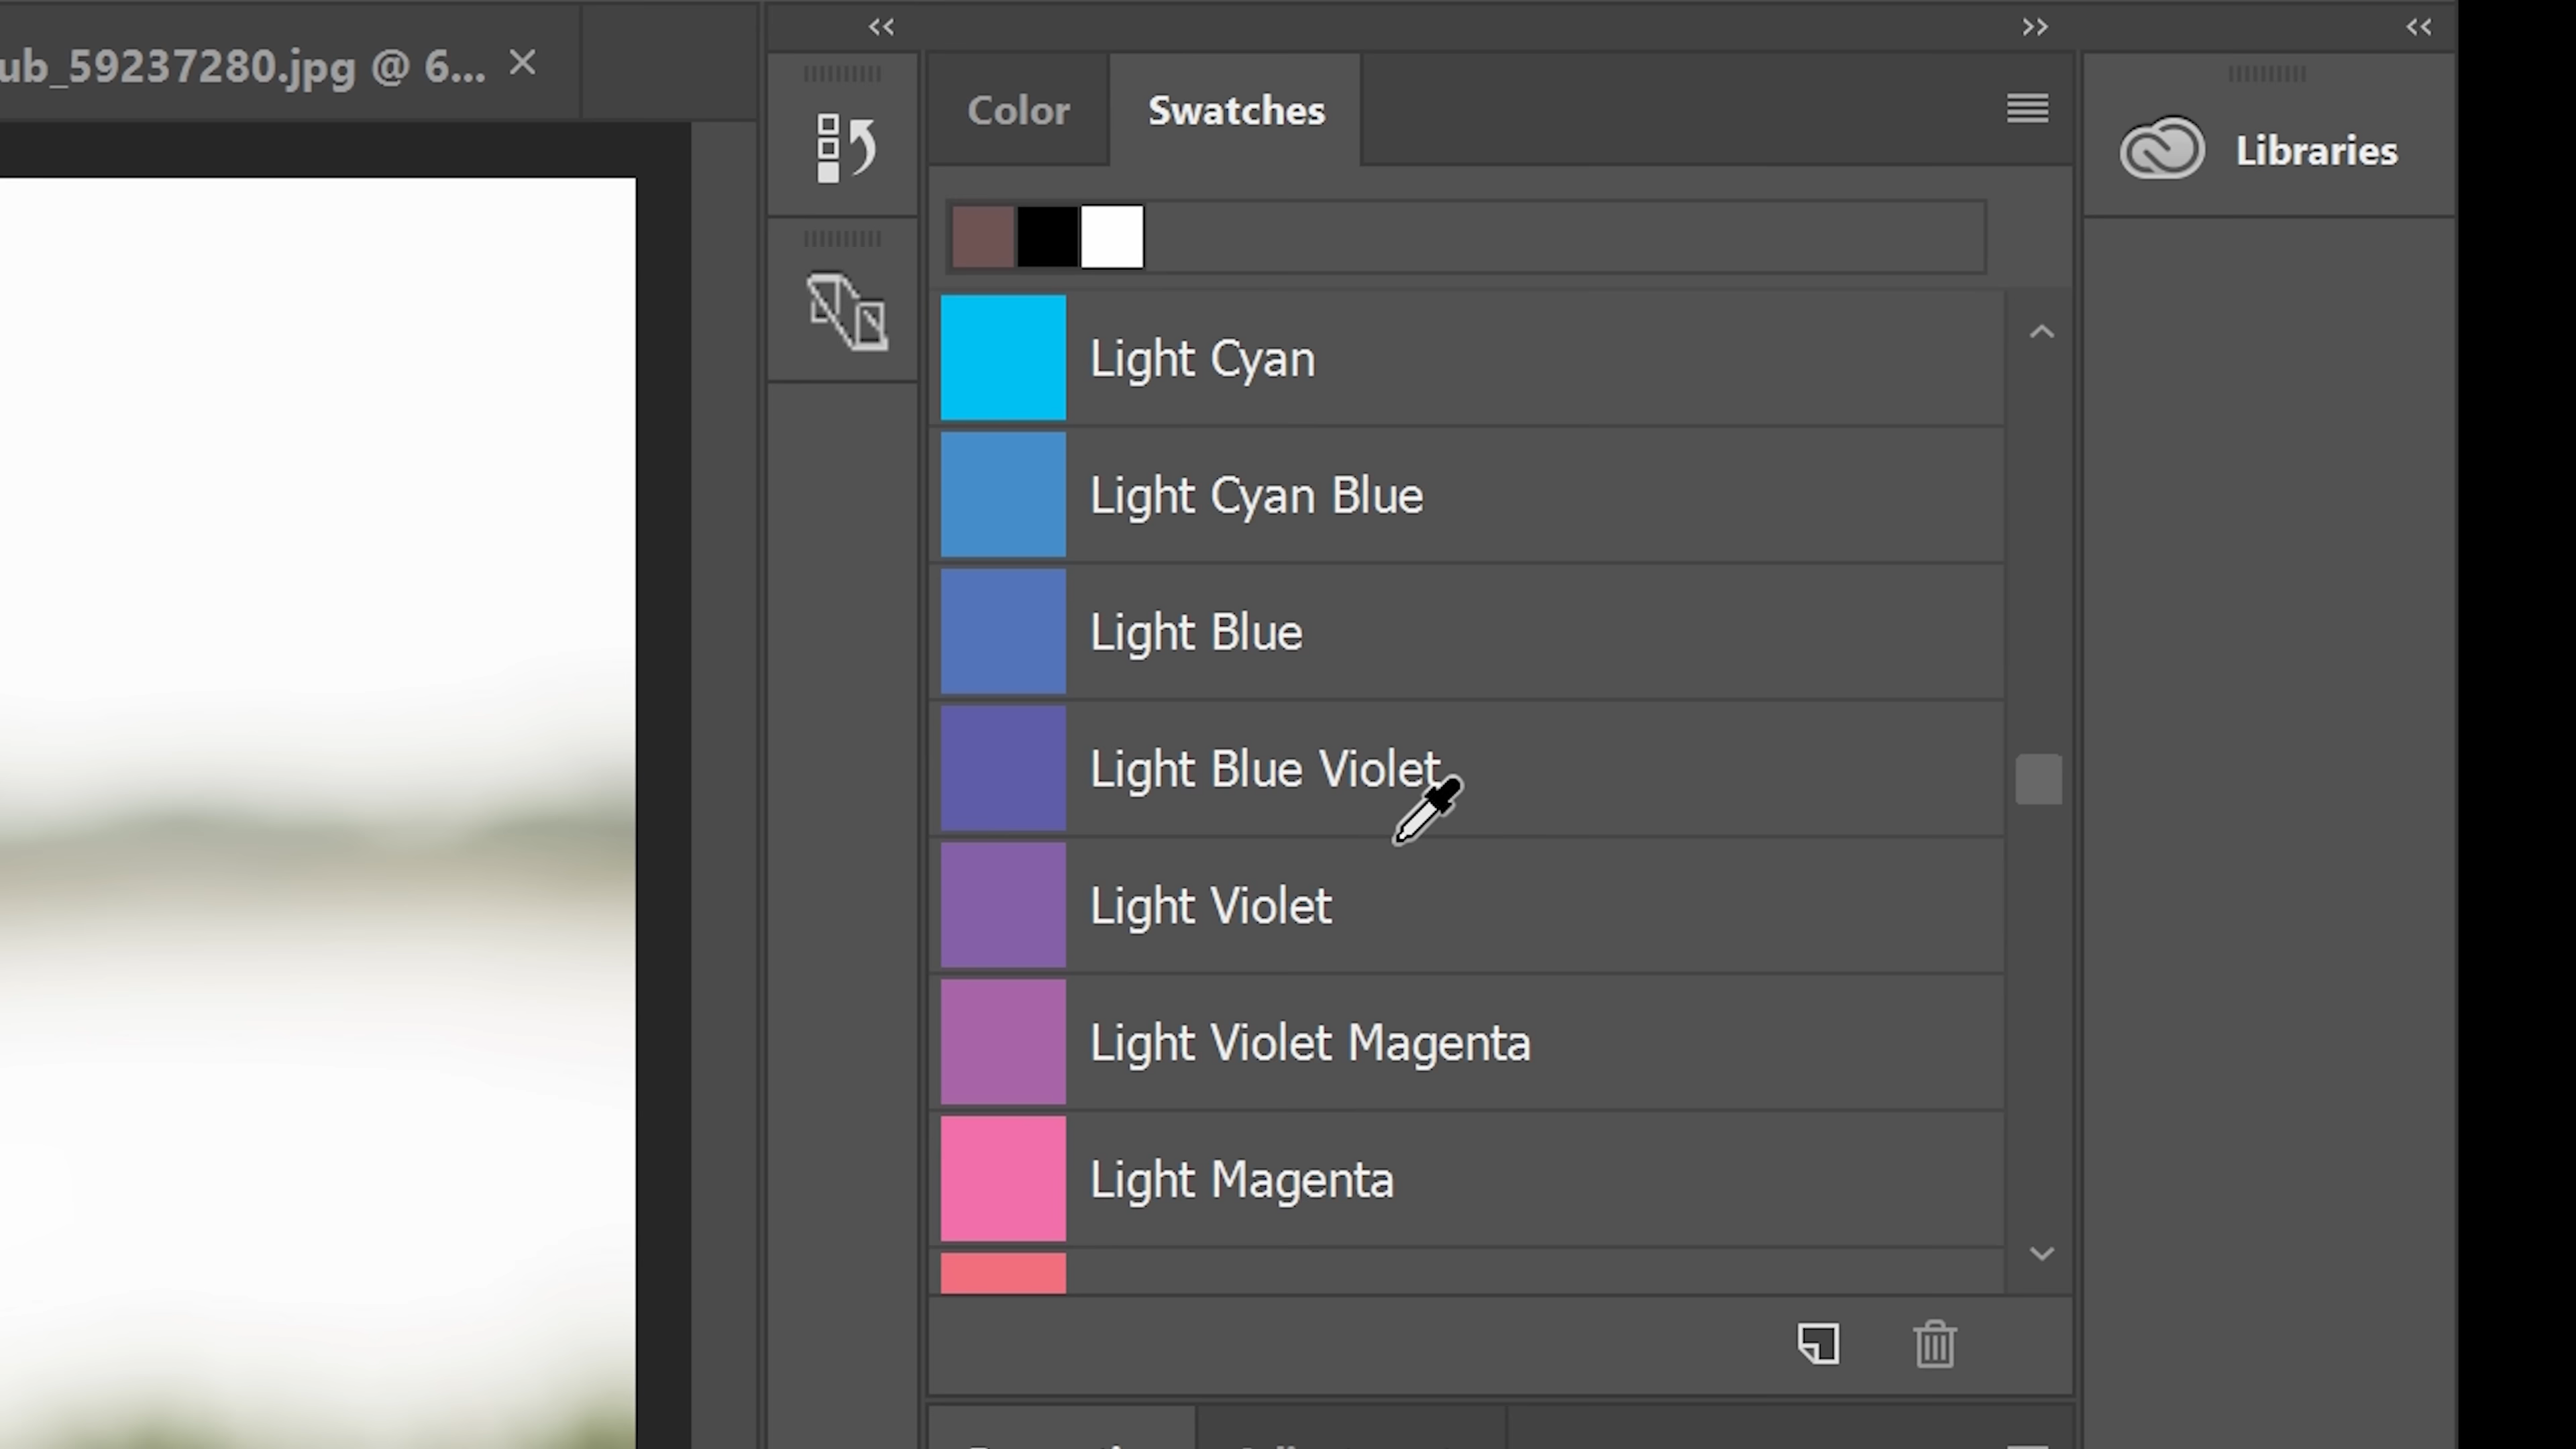 ub_59237280.jpg @ 6...
Color
Swatches
Libraries
Light Cyan
Light Cyan Blue
Light Blue
Light Blue Violet
Light Violet
Light Violet Magenta
Light Magenta